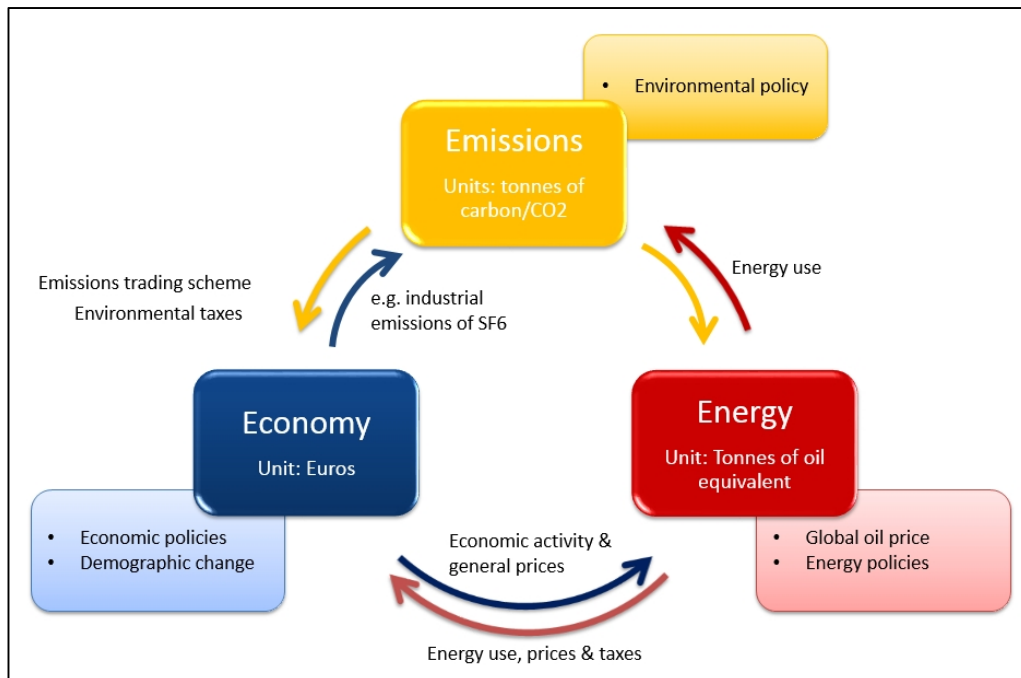 • Environmental policy
Emissions
Units: tonnes of
carbon/CO2
Emissions trading scheme
Environmental taxes
e.g. industrial
emissions of SF6
Energy use
Economy
Unit: Euros
Energy
Unit: Tonnes of oil
equivalent
• Economic policies
• Demographic change
Economic activity &
general prices
• Global oil price
• Energy policies
Energy use, prices & taxes